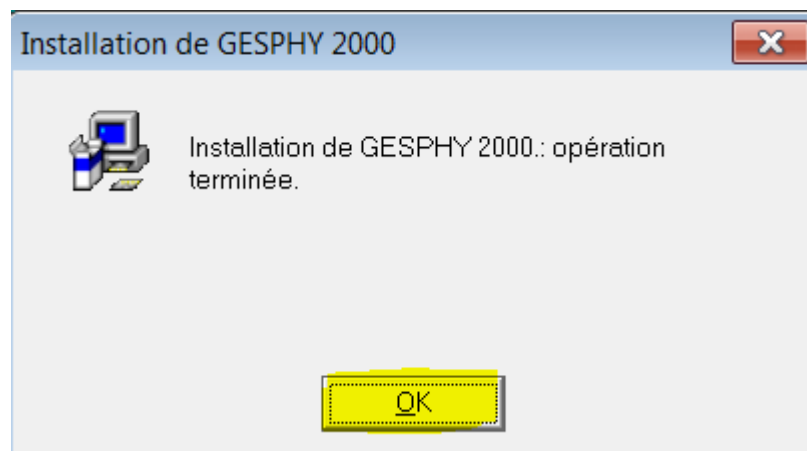 Installation de GESPHY 2000
Installation de GESPHY 2000.: opération
terminée.
OK